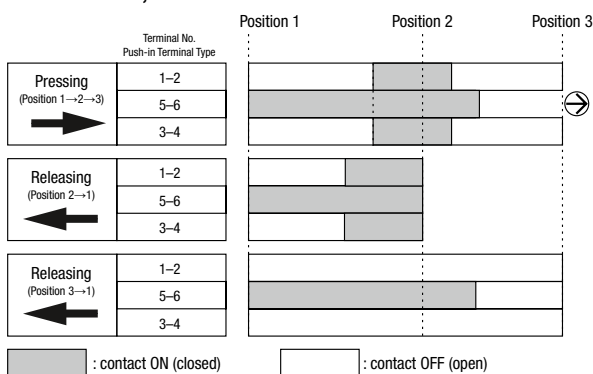 Position 1 Position 2 Position 3
Terminal No.
Push-in Terminal Type
Pressing
(Position 1→2→3)
1–2
5–6
3–4
Releasing
(Position 2→1)
1–2
5–6
3–4
Releasing
(Position 3→1)
1–2
5–6
3–4
: contact ON (closed) : contact OFF (open)